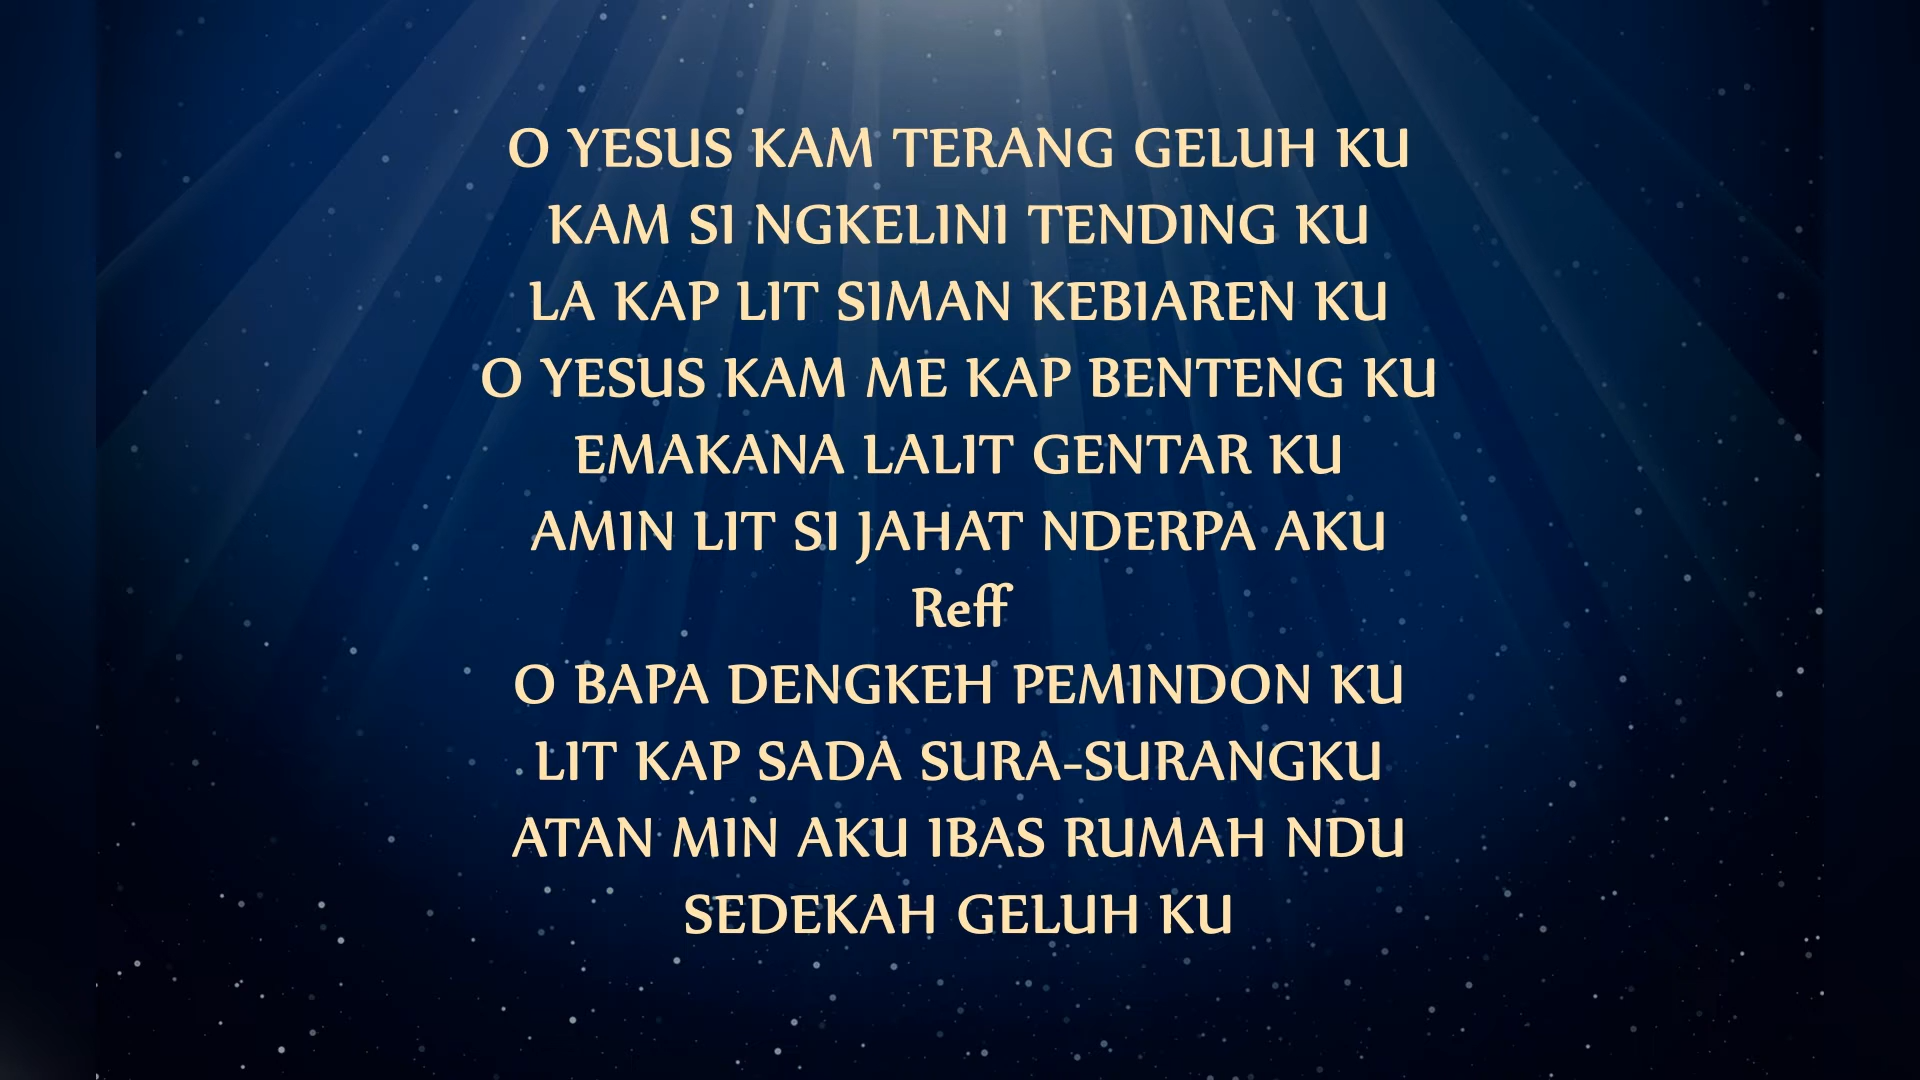 O YESUS KAM TERANG GELUH KU
KAM SI NGKELINI TENDING KU
LA KAP LIT SIMAN KEBIAREN KU
O YESUS KAM ME KAP BENTENG KU
EMAKANA LALIT GENTAR KU
AMIN LIT SI JAHAT NDERPA AKU
Reff
O BAPA DENGKEH PEMINDON KU
LIT KAP SADA SURA-SURANGKU
ATAN MIN AKU IBAS RUMAH NDU
SEDEKAH GELUH KU